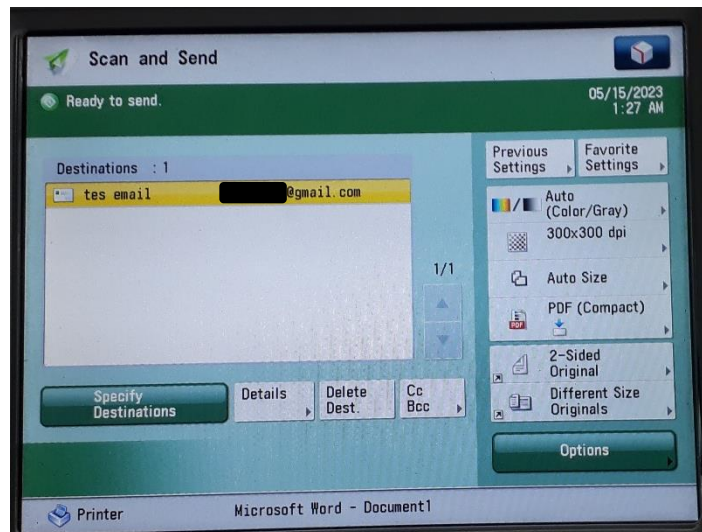 Scan and Send
Ready to send.
05/15/2023
1:27 AM
Destinations : 1
tes email @gmail.com
1/1
Specify
Destinations
Details
Delete
Dest.
Cc
Bcc
Previous
Settings
Favorite
Settings
Auto
(Color/Gray)
300x300 dpi
Auto Size
PDF
PDF (Compact)
2-Sided
Original
Different Size
Originals
Options
Printer
Microsoft Word - Document1